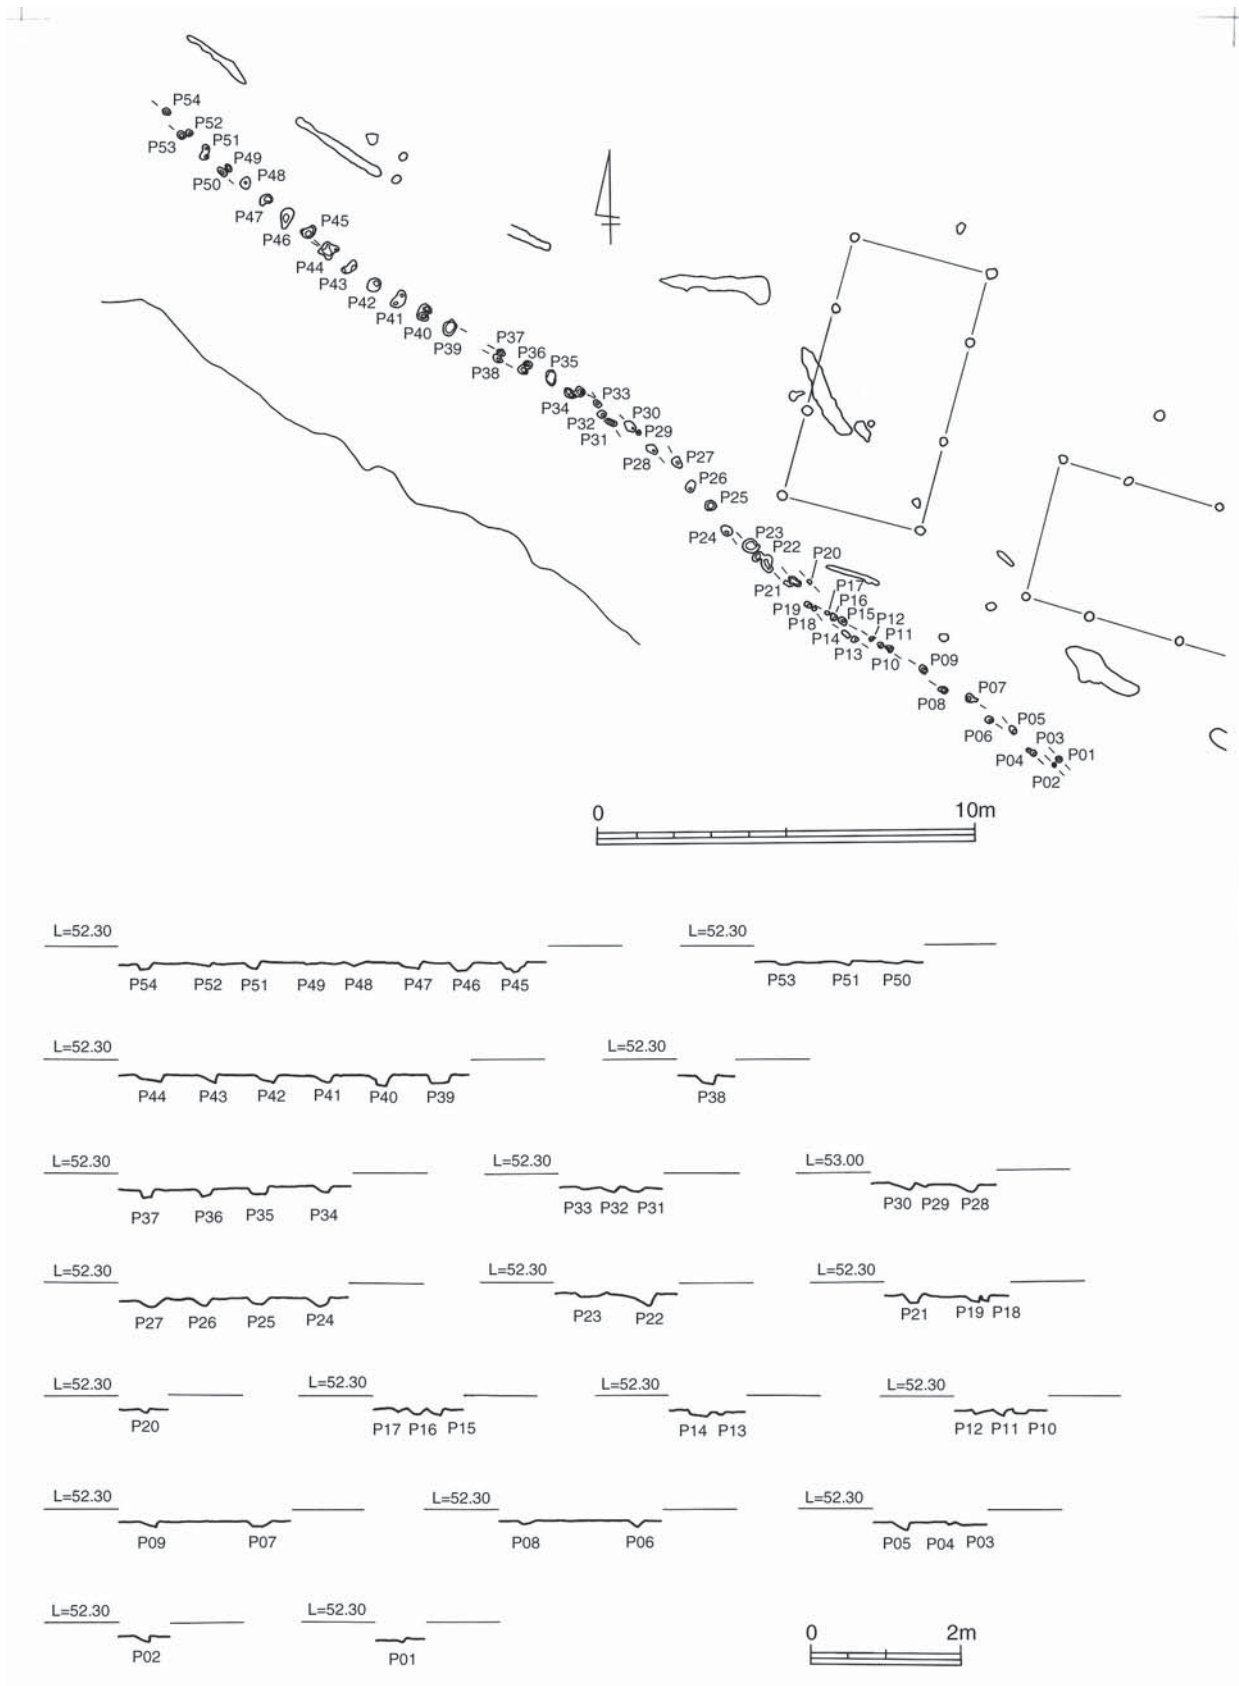 P54
P52
P53
P51
P49
P50
P48
P47
P46
P45
P44
P43
P42
P41
P40
P39
P37
P38
P36
P35
P34
P33
P32
P31
P30
P29
P28
P27
P26
P25
P24
P23
P22
P21
P20
P19
P18
P17
P16
P15
P14
P13
P12
P11
P10
P09
P08
P07
P06
P05
P04
P03
P02
P01
0 10m
L=52.30 L=52.30
P54 P52 P51 P49 P48 P47 P46 P45 P53 P51 P50
L=52.30 L=52.30
P44 P43 P42 P41 P40 P39 P38
L=52.30 L=52.30 L=53.00
P37 P36 P35 P34 P33 P32 P31 P30 P29 P28
L=52.30 L=52.30 L=52.30
P27 P26 P25 P24 P23 P22 P21 P19 P18
L=52.30 L=52.30 L=52.30 L=52.30
P20 P17 P16 P15 P14 P13 P12 P11 P10
L=52.30 L=52.30 L=52.30
P09 P07 P08 P06 P05 P04 P03
L=52.30 L=52.30
P02 P01
0 2m